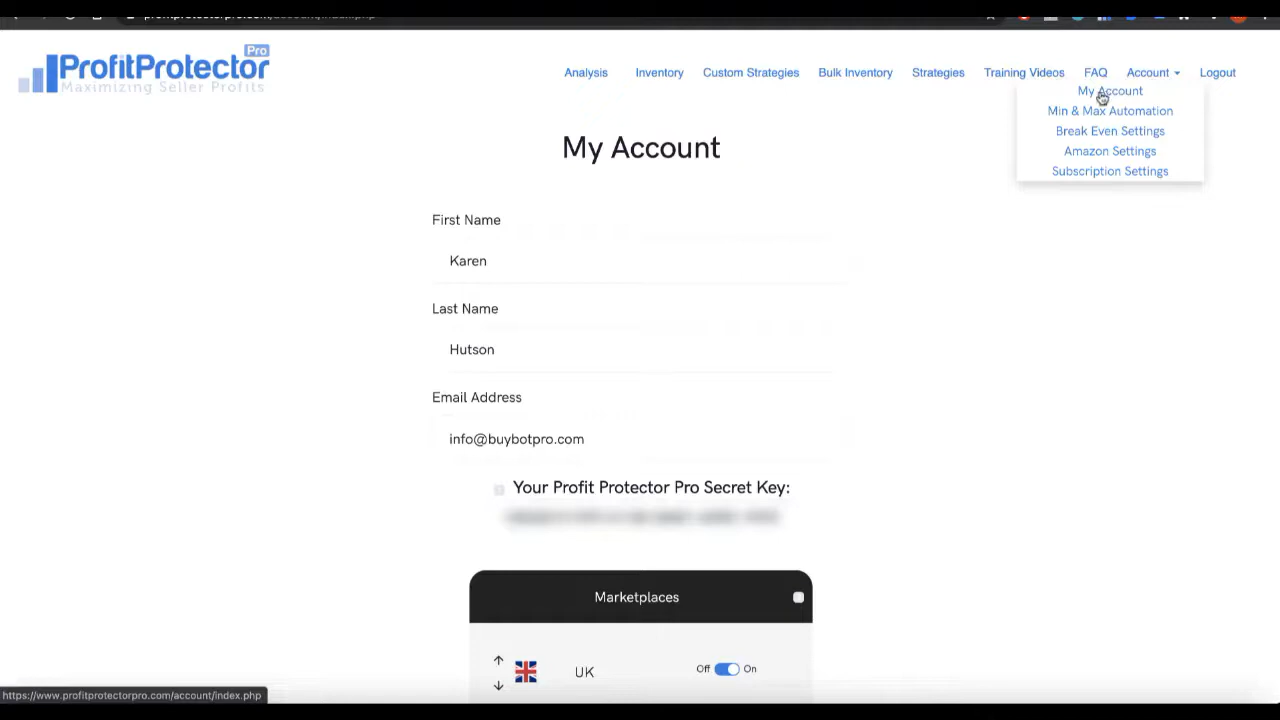 ProfitProtector Pro
Maximizing Seller Profits
Analysis Inventory Custom Strategies Bulk Inventory Strategies Training Videos FAQ Account Logout
My Account
Min & Max Automation
Break Even Settings
Amazon Settings
Subscription Settings
My Account
First Name
Karen
Last Name
Hutson
Email Address
info@buybotpro.com
Your Profit Protector Pro Secret Key:
Marketplaces
UK Off On
https://www.profitprotectorpro.com/account/index.php